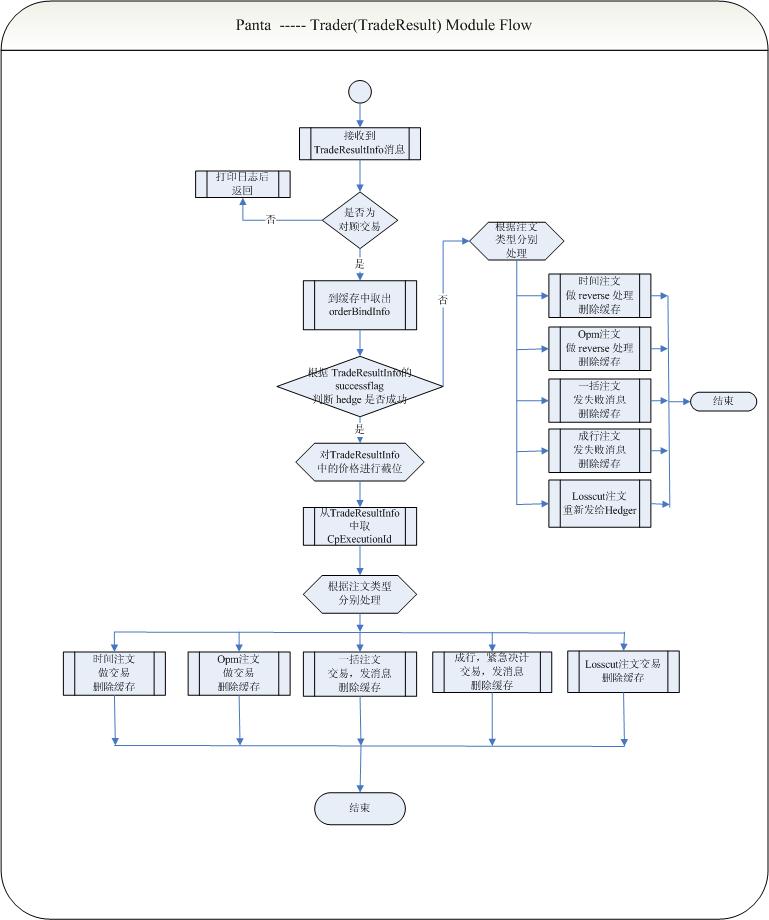 Panta ----- Trader(TradeResult) Module Flow
接收到
TradeResultInfo消息
打印日志后
返回
否
是否为
对顾交易
是
到缓存中取出
orderBindInfo
根据 TradeResultInfo的
successflag
判断 hedge 是否成功
否
是
根据注文
类型分别
处理
时间注文
做 reverse 处理
删除缓存
Opm注文
做 reverse 处理
删除缓存
一括注文
发失败消息
删除缓存
成行注文
发失败消息
删除缓存
Losscut注文
重新发给Hedger
结束
对TradeResultInfo
中的价格进行截位
从TradeResultInfo
中取
CpExecutionId
根据注文类型
分别处理
时间注文
做交易
删除缓存
Opm注文
做交易
删除缓存
一括注文
交易，发消息
删除缓存
成行，紧急决计
交易，发消息
删除缓存
Losscut注文交易
删除缓存
结束